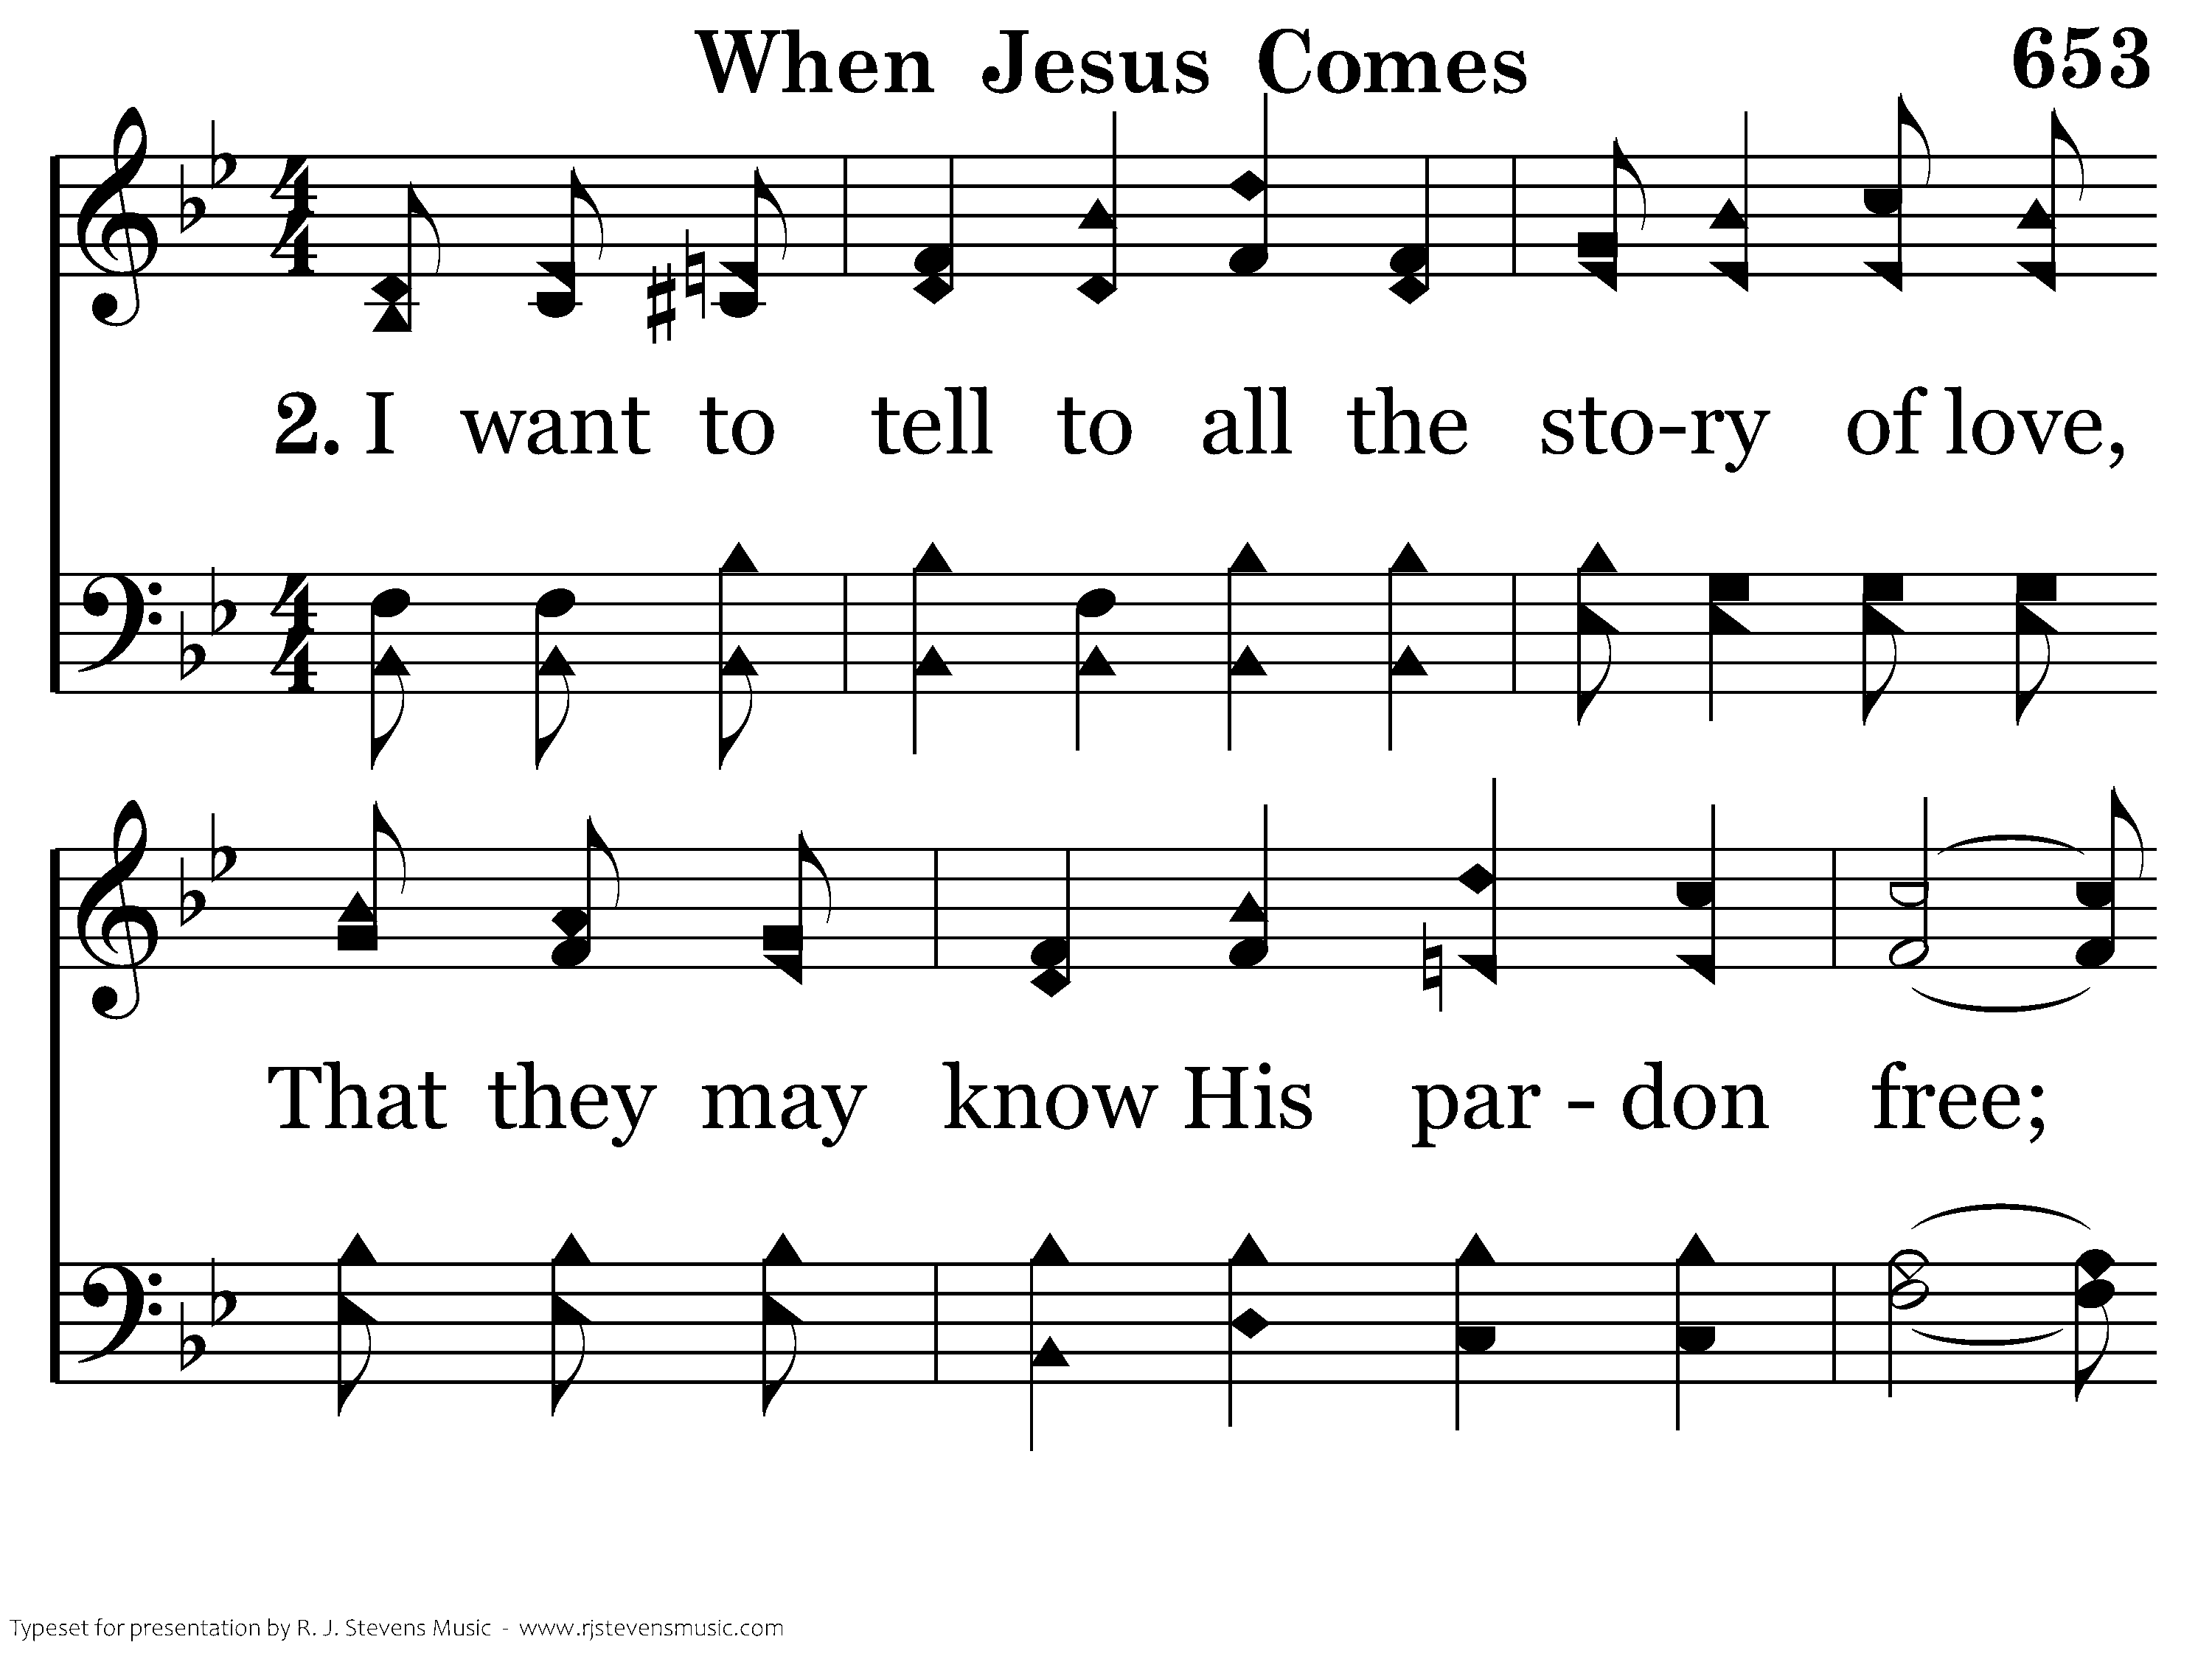 When Jesus Comes 653
2. I want to tell to all the sto-ry of love,
That they may know His par - don free;
Typeset for presentation by R. J. Stevens Music - www.rjstevensmusic.com